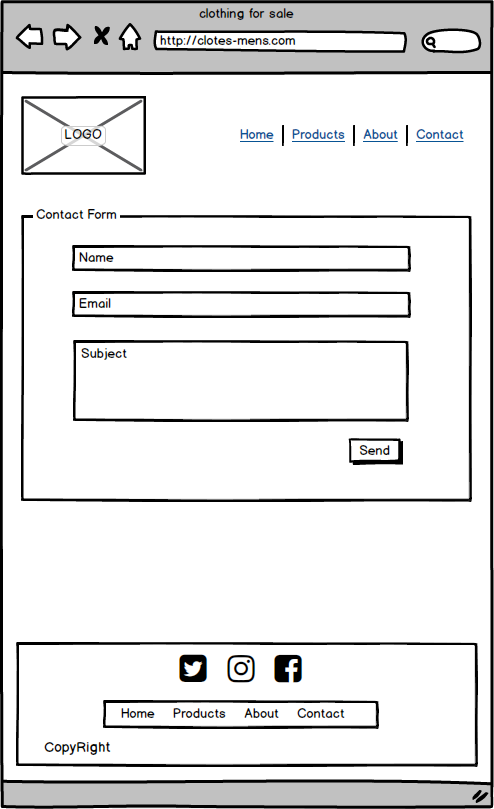 clothing for sale
http://clotes-mens.com
LOGO
Home Products About Contact
Contact Form
Name
Email
Subject
Send
Home Products About Contact
CopyRight